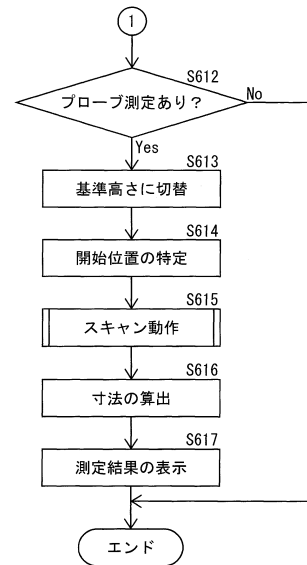 1
S612
プローブ測定あり？
No
Yes
S613
基準高さに切替
S614
開始位置の特定
S615
スキャン動作
S616
寸法の算出
S617
測定結果の表示
エンド